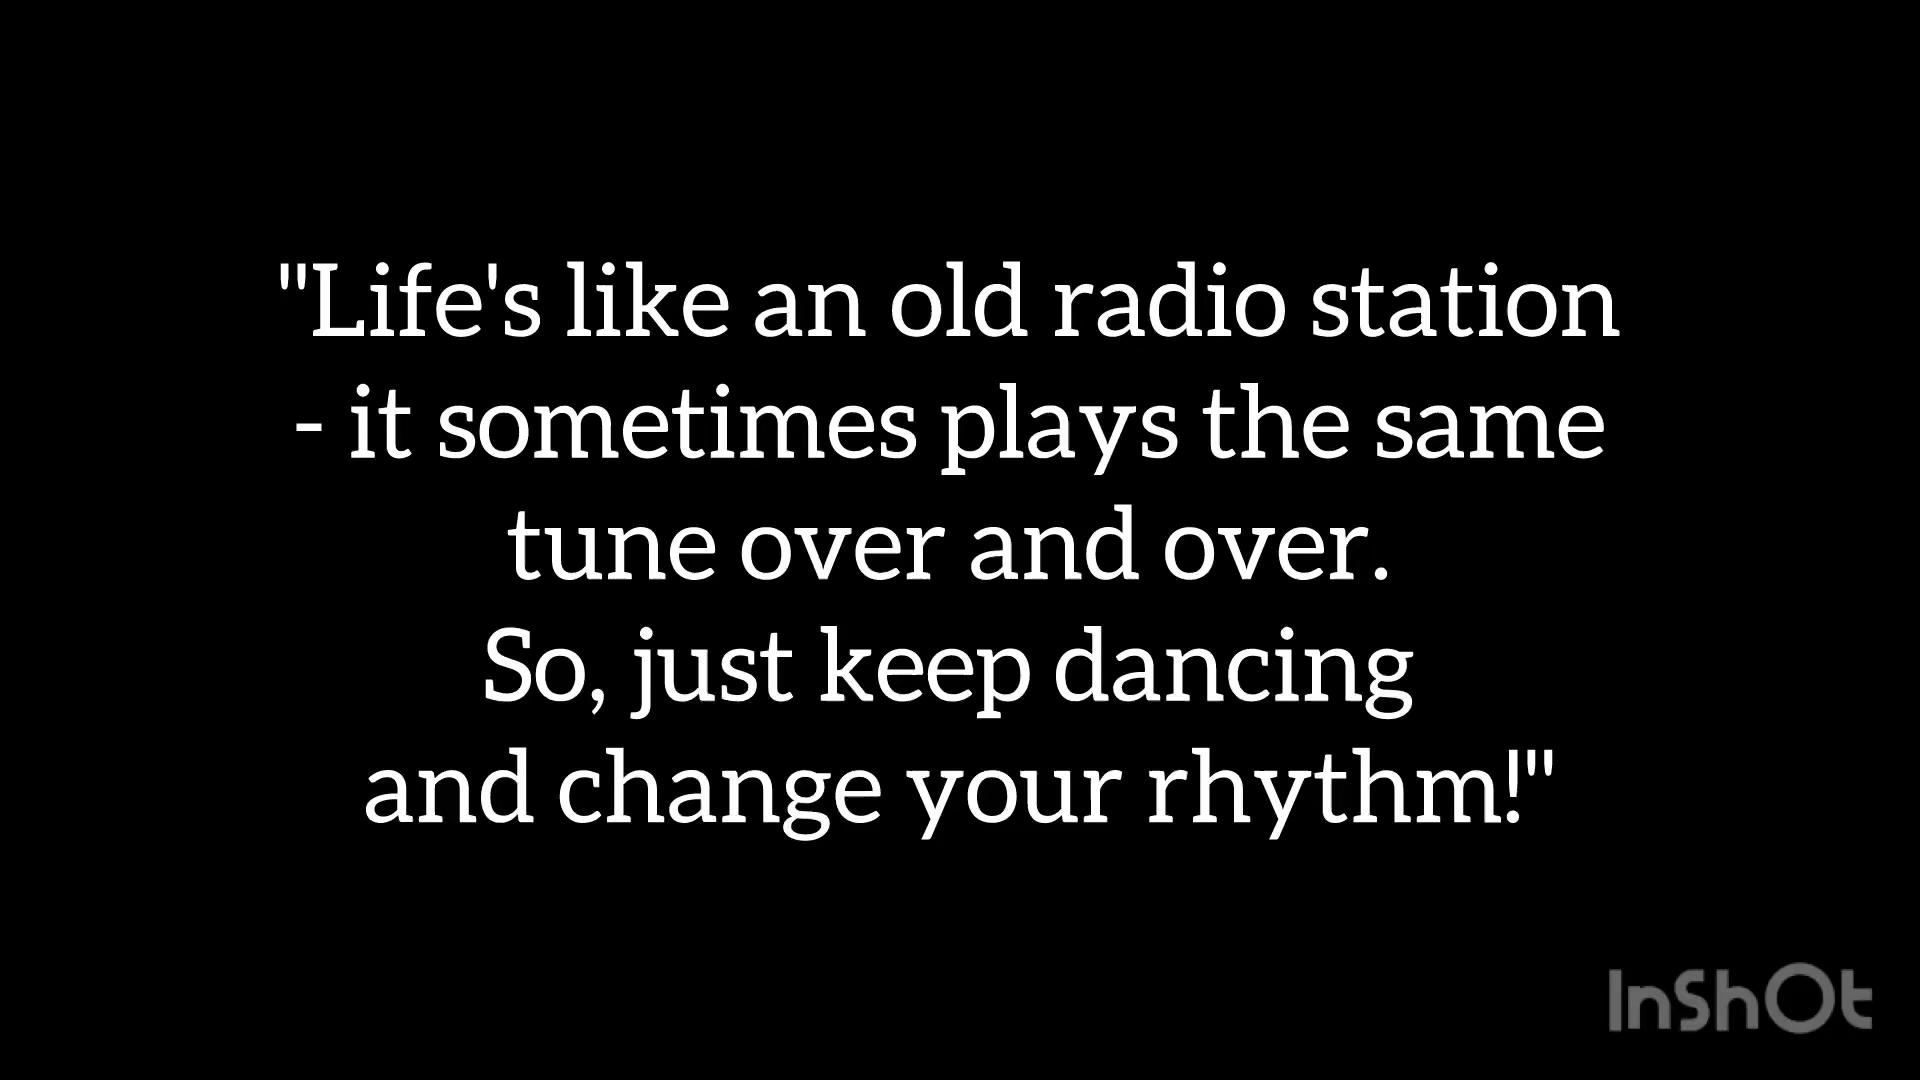 "Life's like an old radio station
- it sometimes plays the same
tune over and over.
So, just keep dancing
and change your rhythm!"
InShOt